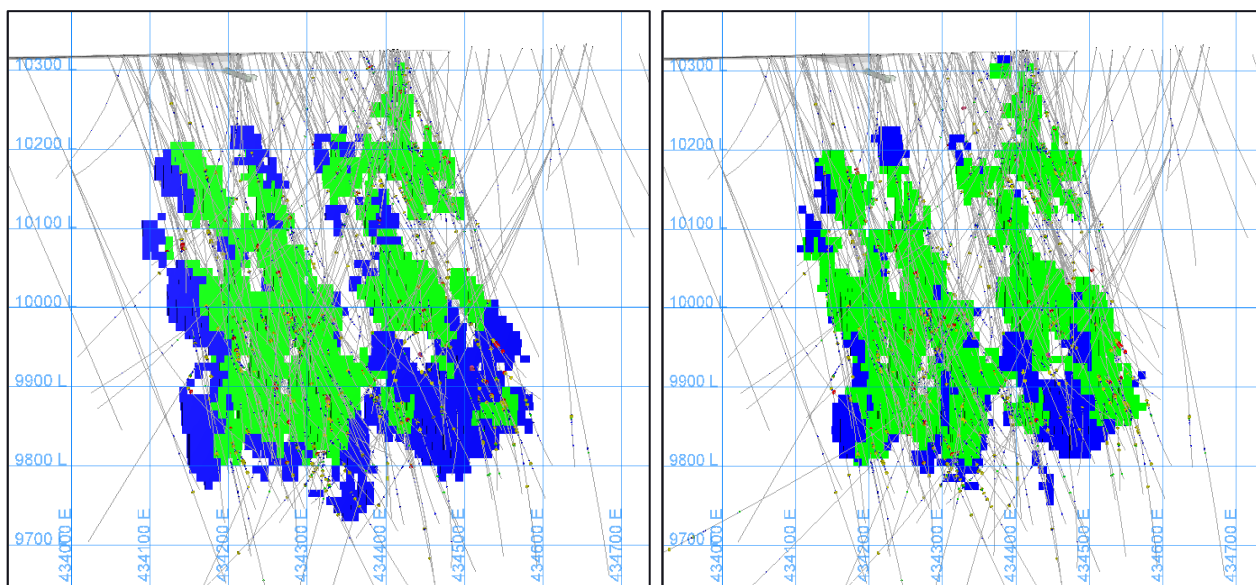 10300 L
10200 L
10100 L
10000 L
9900 L
9800 L
9700 L
434000 E
434100 E
434200 E
434300 E
434400 E
434500 E
434600 E
434700 E
10300 L
10200 L
10100 L
10000 L
9900 L
9800 L
9700 L
434000 E
434100 E
434200 E
434300 E
434400 E
434500 E
434600 E
434700 E